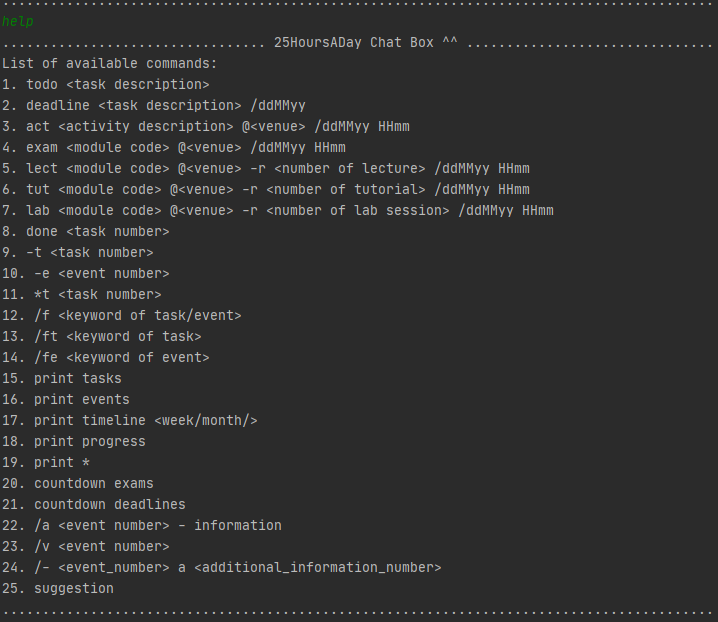 help
................................. 25HoursADay Chat Box ^^ ...............................
List of available commands:
1. todo <task description>
2. deadline <task description> /ddMMyy
3. act <activity description> @<venue> /ddMMyy HHmm
4. exam <module code> @<venue> /ddMMyy HHmm
5. lect <module code> @<venue> -r <number of lecture> /ddMMyy HHmm
6. tut <module code> @<venue> -r <number of tutorial> /ddMMyy HHmm
7. lab <module code> @<venue> -r <number of lab session> /ddMMyy HHmm
8. done <task number>
9. -t <task number>
10. -e <event number>
11. *t <task number>
12. /f <keyword of task/event>
13. /ft <keyword of task>
14. /fe <keyword of event>
15. print tasks
16. print events
17. print timeline <week/month/>
18. print progress
19. print *
20. countdown exams
21. countdown deadlines
22. /a <event number> - information
23. /v <event number>
24. /- <event_number> a <additional_information_number>
25. suggestion